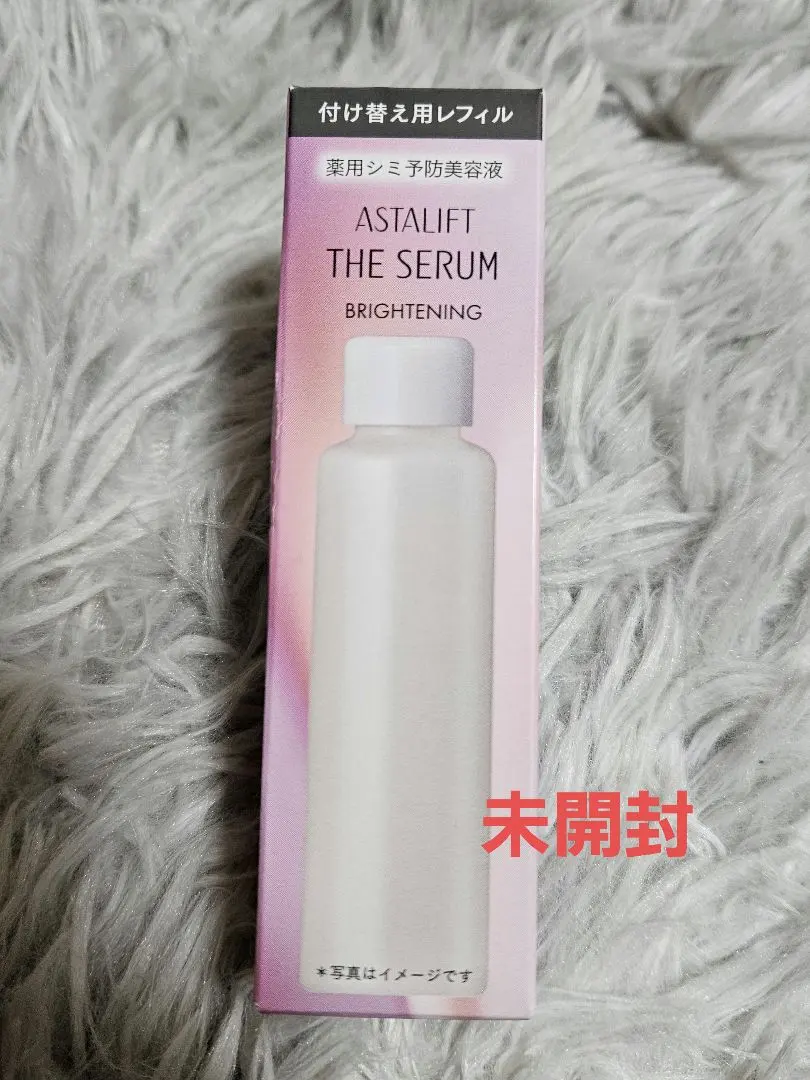 付け替え用レフィル
薬用シミ予防美容液
ASTALIFT
THE SERUM
BRIGHTENING
未開封
*写真はイメージです